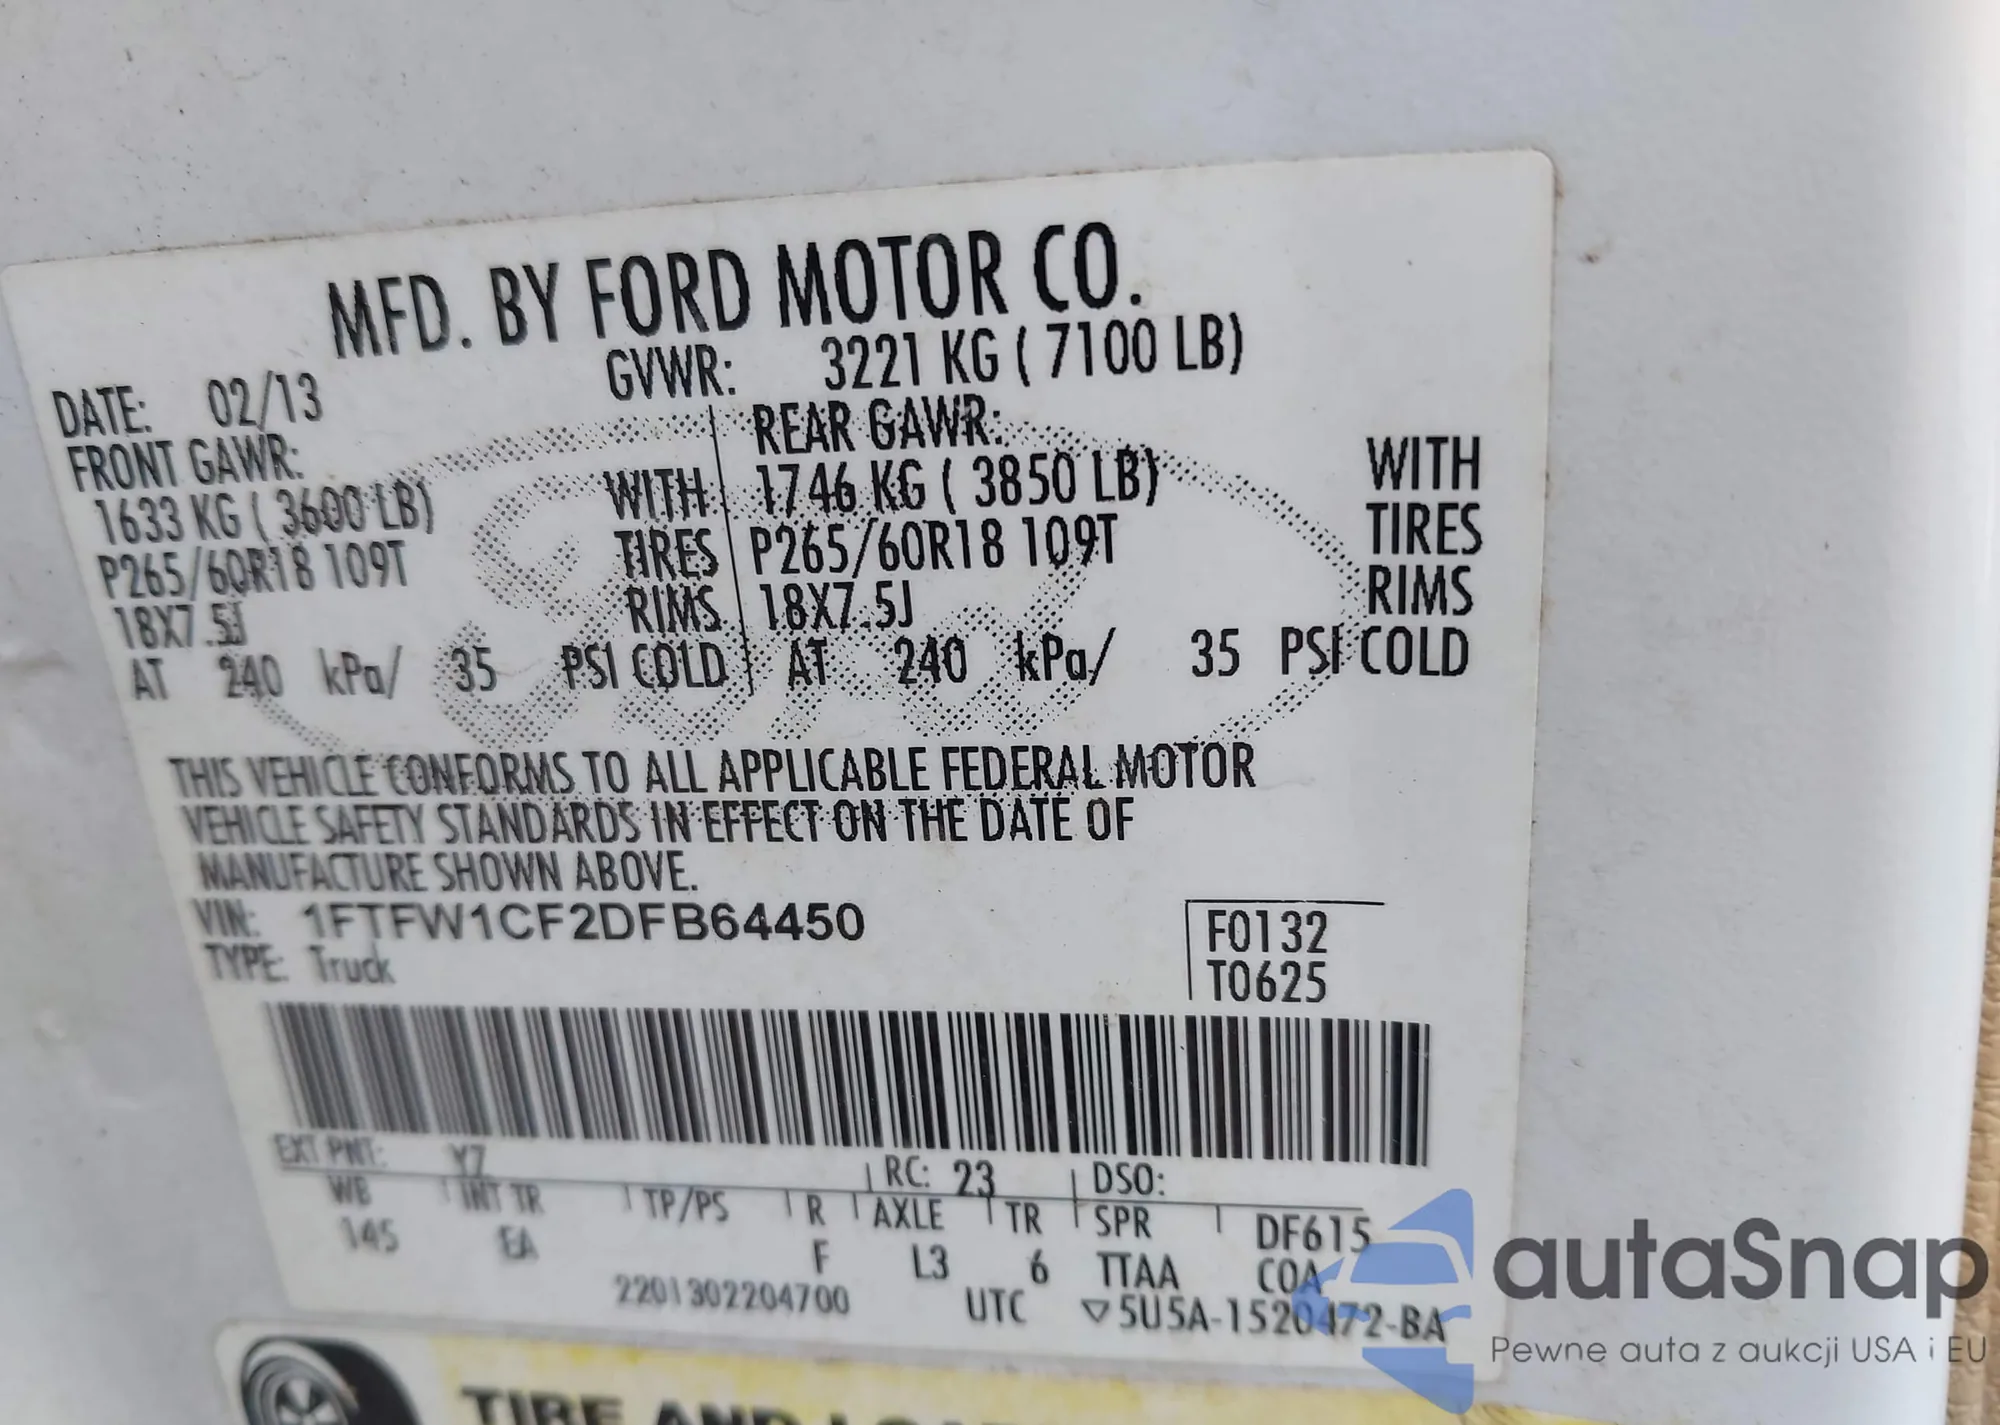 MFD. BY FORD MOTOR CO.
DATE: 02/13 GVWR: 3221 KG ( 7100 LB)
FRONT GAWR: REAR GAWR:
1633 KG ( 3600 LB) WITH 1746 KG ( 3850 LB) WITH
P265/60R18 109T TIRES P265/60R18 109T TIRES
18X7.5J RIMS 18X7.5J RIMS
AT 240 kPa/ 35 PSI COLD AT 240 kPa/ 35 PSI COLD
THIS VEHICLE CONFORMS TO ALL APPLICABLE FEDERAL MOTOR
VEHICLE SAFETY STANDARDS IN EFFECT ON THE DATE OF
MANUFACTURE SHOWN ABOVE.
VIN: 1FTFW1CF2DFB64450 F0132
TYPE: Truck T0625
EXT PNT: YZ RC: 23 DSO:
WB INT TR TP/PS R AXLE TR SPR DF615
145 EA F L3 6 TTAA COA
2201302204700 UTC ▽5U5A-1520472-BA
TIRE AND
autaSnap
Pewne auta z aukcji USA i EU